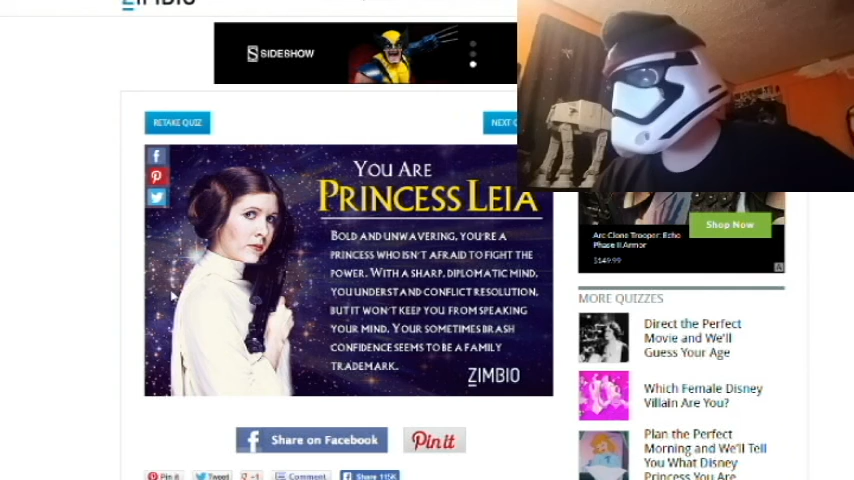 ZIMBIO
SIDESHOW
RETAKE QUIZ
NEXT
YOU ARE
PRINCESS LEIA
BOLD AND UNWAVERING, YOU'RE A
PRINCESS WHO ISN'T AFRAID TO FIGHT THE
POWER. WITH A SHARP, DIPLOMATIC MIND,
YOU UNDERSTAND CONFLICT RESOLUTION,
BUT IT WON'T KEEP YOU FROM SPEAKING
YOUR MIND. YOUR SOMETIMES BRASH
CONFIDENCE SEEMS TO BE A FAMILY
TRADEMARK.
ZIMBIO
Share on Facebook
Pin it
Pin it
Tweet
+1
Comment
Share 115K
Arc Clone Trooper: Echo
Phase II Armor
$149.99
Shop Now
MORE QUIZZES
Direct the Perfect
Movie and We'll
Guess Your Age
Which Female Disney
Villain Are You?
Plan the Perfect
Morning and We'll Tell
You What Disney
Princess You Are